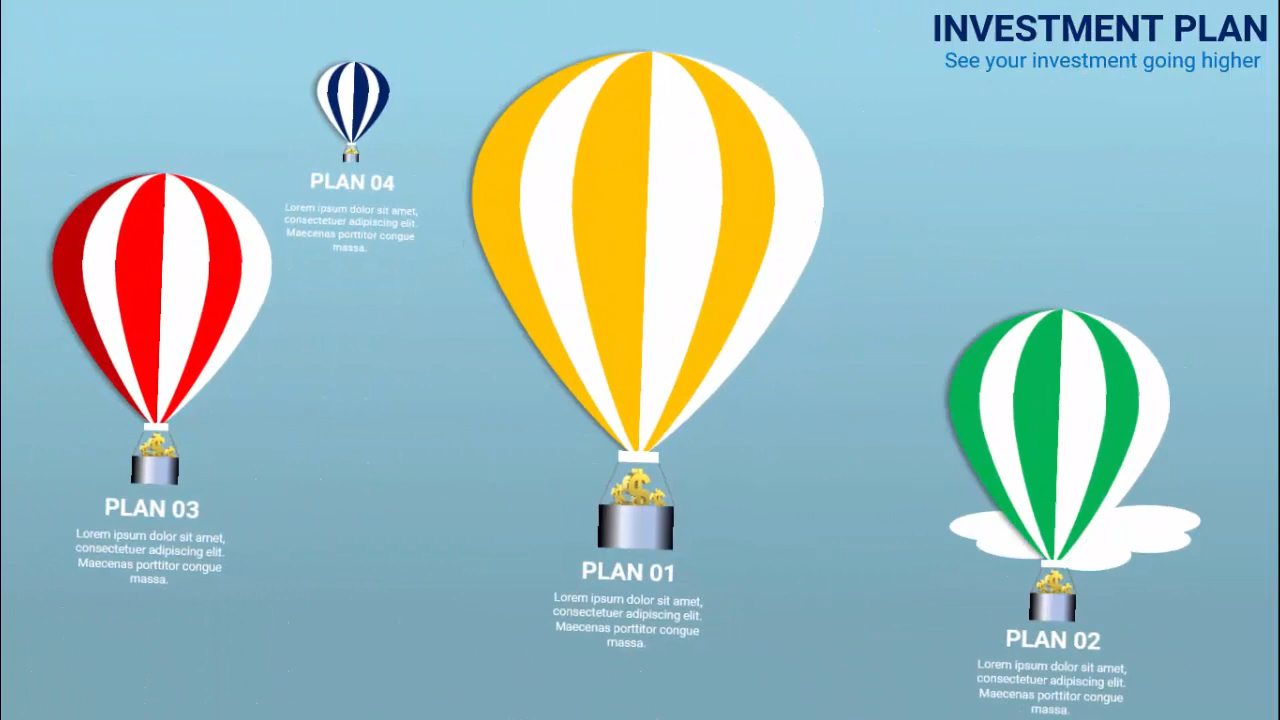 INVESTMENT PLAN
See your investment going higher
PLAN 04
Lorem ipsum dolor sit amet,
consectetuer adipiscing elit.
Maecenas porttitor congue
massa.
PLAN 03
Lorem ipsum dolor sit amet,
consectetuer adipiscing elit.
Maecenas porttitor congue
massa.
PLAN 01
Lorem ipsum dolor sit amet,
consectetuer adipiscing elit.
Maecenas porttitor congue
massa.
PLAN 02
Lorem ipsum dolor sit amet,
consectetuer adipiscing elit.
Maecenas porttitor congue
massa.